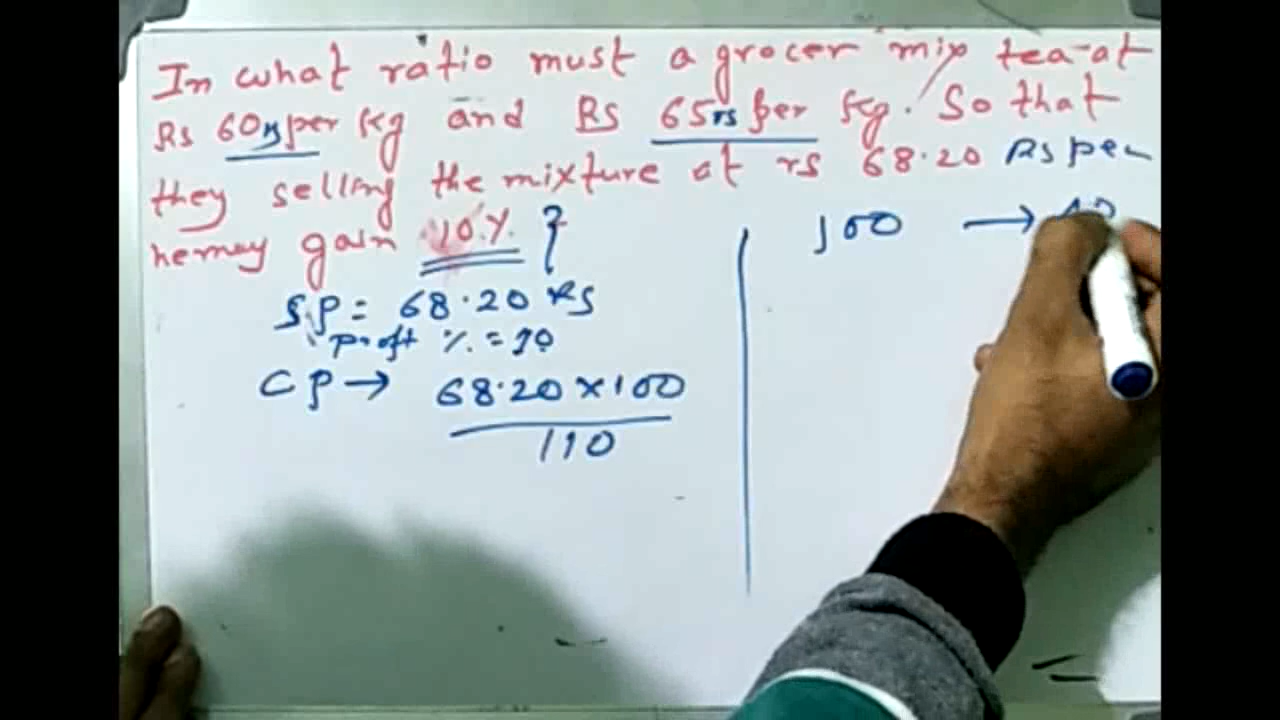 In what ratio must a grocer mix tea-at
Rs 60rs per kg and Rs 65rs per kg. So that
they selling the mixture at rs 68.20 Rs per
hemay gain 10.%. ?
SP = 68.20 Rs
profit % = 10
CP → 68.20 × 100
110
100 →